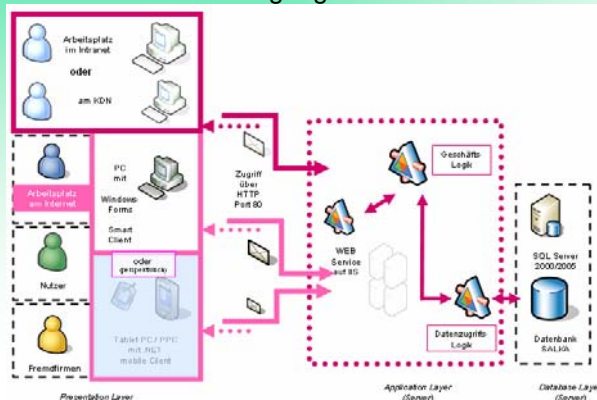 Arbeitsplatz
im Intranet
oder
am KDN
Arbeitsplatz
am Internet
Nutzer
Fremdfirmen
PC
mit
Windows
Forms
Smart
Client
oder
(perspektivisch)
Tablet PC / PPC
mit .NET
mobile Client
Zugriff
über
HTTP
Port 80
WEB
Service
auf IIS
Geschäfts-
Logik
Datenzugriffs-
Logik
SQL Server
2000/2005
Datenbank
Presentation Layer
Application Layer
(Server)
Database Layer
(Server)